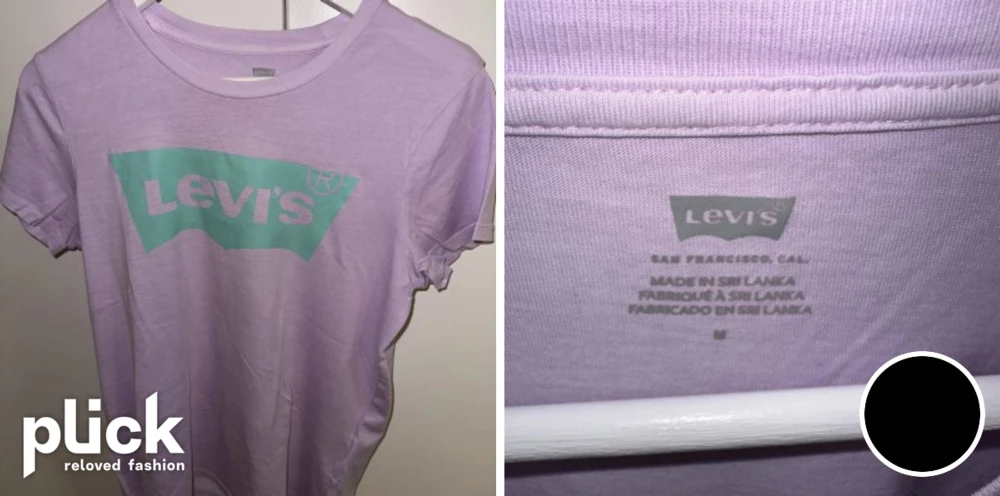 Levi's ®
plick
reloved fashion
Levi's
SAN FRANCISCO, CAL.
MADE IN SRI LANKA
FABRIQUÉ À SRI LANKA
FABRICADO EN SRI LANKA
M